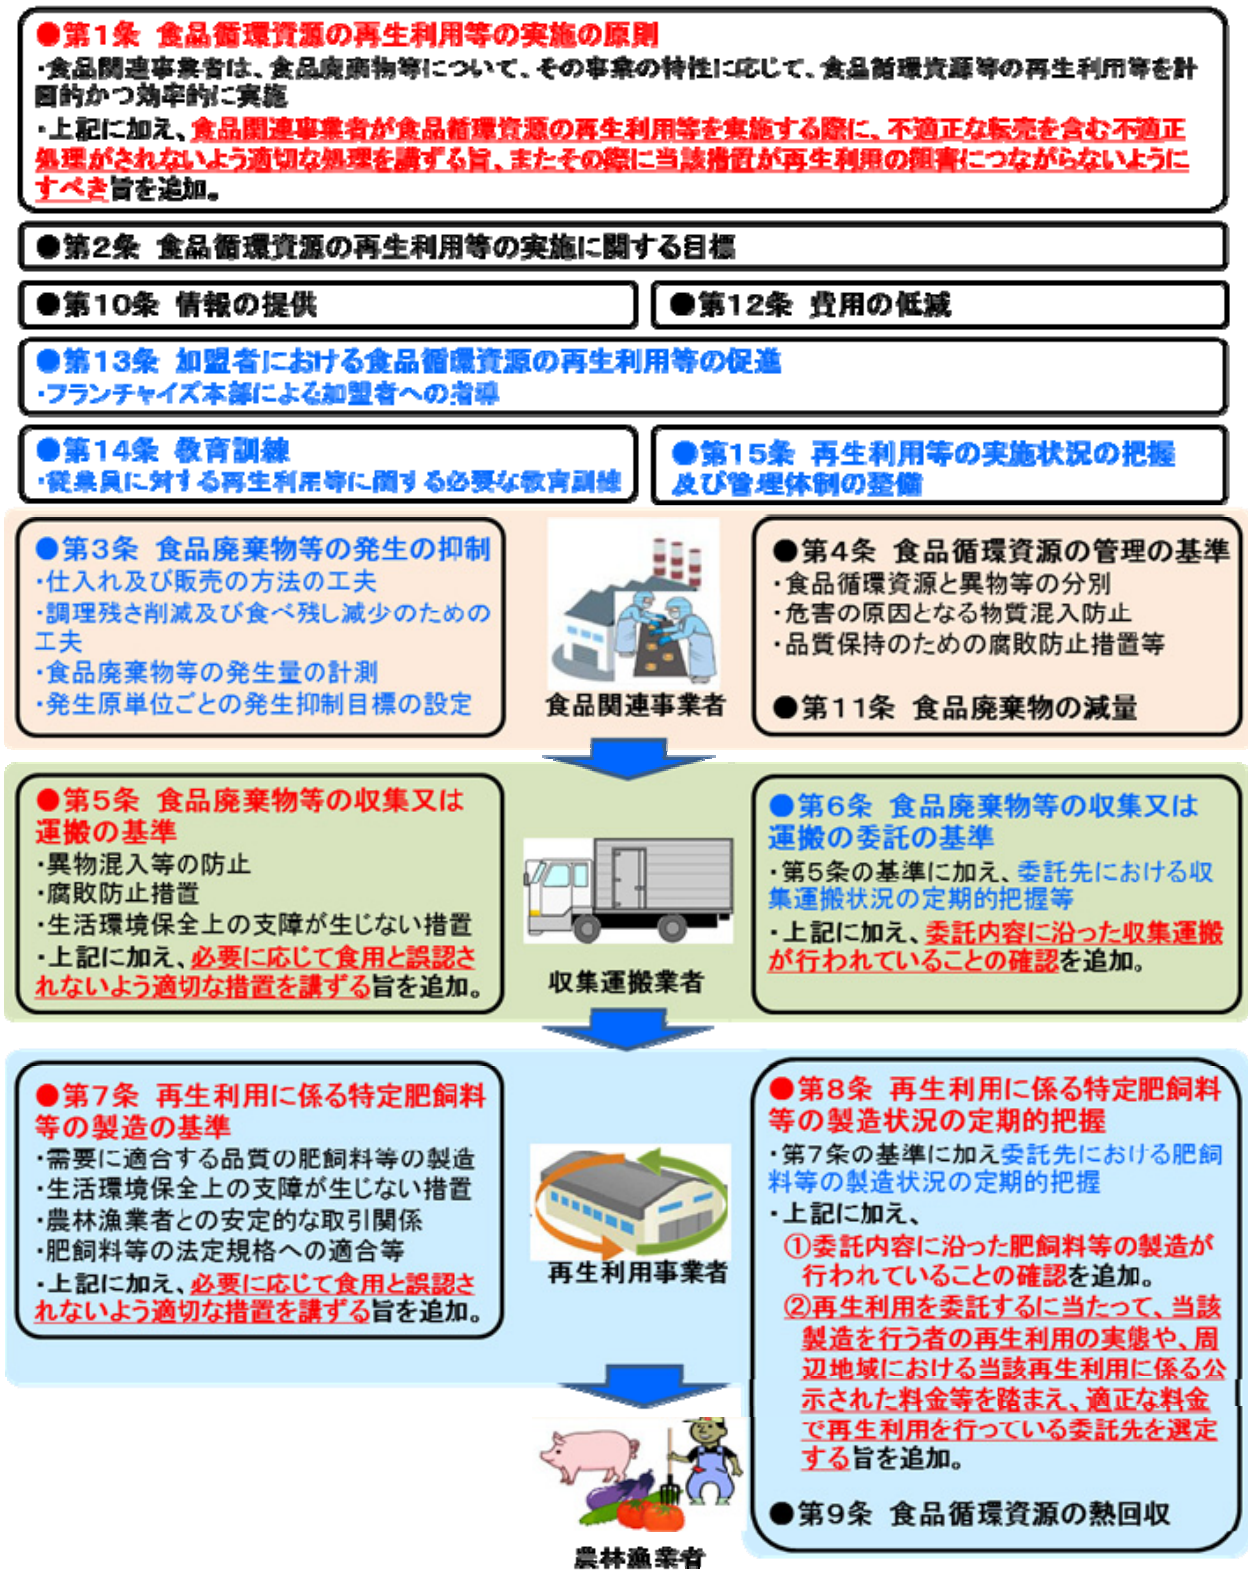 ●第1条 食品循環資源の再生利用等の実施の原則
・食品関連事業者は、食品廃棄物等について、その事業の特性に応じて、食品循環資源等の再生利用等を計
画的かつ効率的に実施
・上記に加え、食品関連事業者が食品循環資源の再生利用等を実施する際に、不適正な転売を含む不適正
処理がされないよう適切な処理を講ずる旨、またその際に当該措置が再生利用の阻害につながらないように
すべき旨を追加。
●第2条 食品循環資源の再生利用等の実施に関する目標
●第10条 情報の提供
●第12条 費用の低減
●第13条 加盟者における食品循環資源の再生利用等の促進
・フランチャイズ本部による加盟者への指導
●第14条 教育訓練
・従業員に対する再生利用等に関する必要な教育訓練
●第15条 再生利用等の実施状況の把握
及び管理体制の整備
●第3条 食品廃棄物等の発生の抑制
・仕入れ及び販売の方法の工夫
・調理残さ削減及び食べ残し減少のための
工夫
・食品廃棄物等の発生量の計測
・発生原単位ごとの発生抑制目標の設定
食品関連事業者
●第4条 食品循環資源の管理の基準
・食品循環資源と異物等の分別
・危害の原因となる物質混入防止
・品質保持のための腐敗防止措置等
●第11条 食品廃棄物の減量
●第5条 食品廃棄物等の収集又は
運搬の基準
・異物混入等の防止
・腐敗防止措置
・生活環境保全上の支障が生じない措置
・上記に加え、必要に応じて食用と誤認さ
れないよう適切な措置を講ずる旨を追加。
収集運搬業者
●第6条 食品廃棄物等の収集又は
運搬の委託の基準
・第5条の基準に加え、委託先における収
集運搬状況の定期的把握等
・上記に加え、委託内容に沿った収集運搬
が行われていることの確認を追加。
●第7条 再生利用に係る特定肥飼料
等の製造の基準
・需要に適合する品質の肥飼料等の製造
・生活環境保全上の支障が生じない措置
・農林漁業者との安定的な取引関係
・肥飼料等の法定規格への適合等
・上記に加え、必要に応じて食用と誤認さ
れないよう適切な措置を講ずる旨を追加。
再生利用事業者
●第8条 再生利用に係る特定肥飼料
等の製造状況の定期的把握
・第7条の基準に加え委託先における肥飼
料等の製造状況の定期的把握
・上記に加え、
①委託内容に沿った肥飼料等の製造が
行われていることの確認を追加。
②再生利用を委託するに当たって、当該
製造を行う者の再生利用の実態や、周
辺地域における当該再生利用に係る公
示された料金等を踏まえ、適正な料金
で再生利用を行っている委託先を選定
する旨を追加。
●第9条 食品循環資源の熱回収
農林漁業者